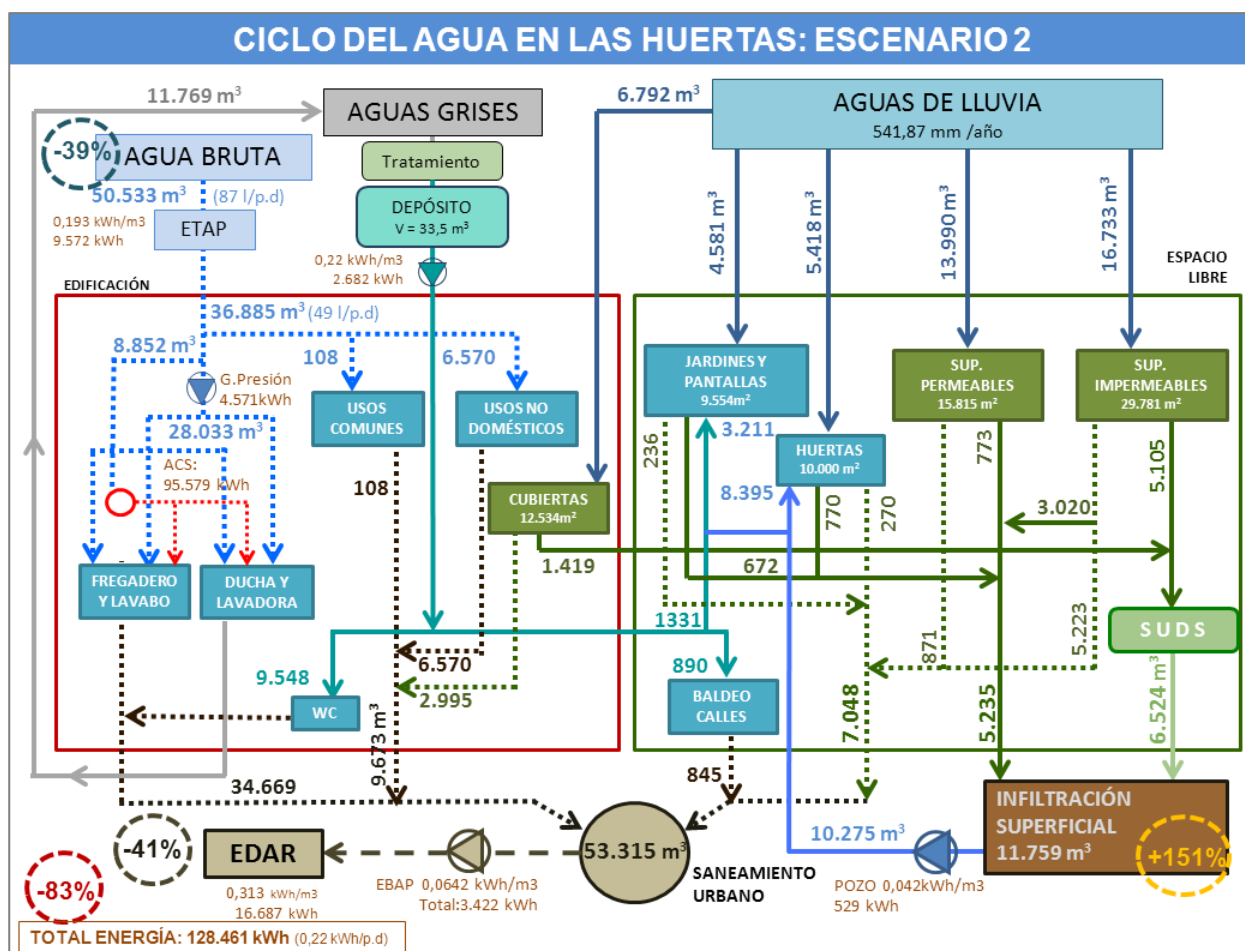 CICLO DEL AGUA EN LAS HUERTAS: ESCENARIO 2
11.769 m³
AGUAS GRISES
6.792 m³
AGUAS DE LLUVIA
541,87 mm /año
-39%
AGUA BRUTA
Tratamiento
50.533 m³ (87 l/p.d)
DEPÓSITO
V = 33,5 m³
0,193 kWh/m3
9.572 kWh
ETAP
0,22 kWh/m3
2.682 kWh
4.581 m³
5.418 m³
13.990 m³
16.733 m³
ESPACIO
LIBRE
EDIFICACIÓN
36.885 m³ (49 l/p.d)
8.852 m³
108
6.570
G.Presión
4.571kWh
USOS
COMUNES
USOS NO
DOMÉSTICOS
JARDINES Y
PANTALLAS
9.554m²
SUP.
PERMEABLES
15.815 m²
SUP.
IMPERMEABLES
29.781 m²
28.033 m³
3.211
236
HUERTAS
10.000 m²
773
5.105
ACS:
95.579 kWh
108
CUBIERTAS
12.534m²
8.395
770
270
3.020
1.419
672
FREGADERO
Y LAVABO
DUCHA Y
LAVADORA
1331
871
5.223
S U D S
6.570
9.548
890
2.995
WC
BALDEO
CALLES
9.673 m³
7.048
5.235
6.524 m³
34.669
845
INFILTRACIÓN
SUPERFICIAL
11.759 m³
+151%
-41%
EDAR
53.315 m³
10.275 m³
-83%
SANEAMIENTO
URBANO
0,313 kWh/m3
16.687 kWh
EBAP 0,0642 kWh/m3
Total:3.422 kWh
POZO 0,042kWh/m3
529 kWh
TOTAL ENERGÍA: 128.461 kWh (0,22 kWh/p.d)